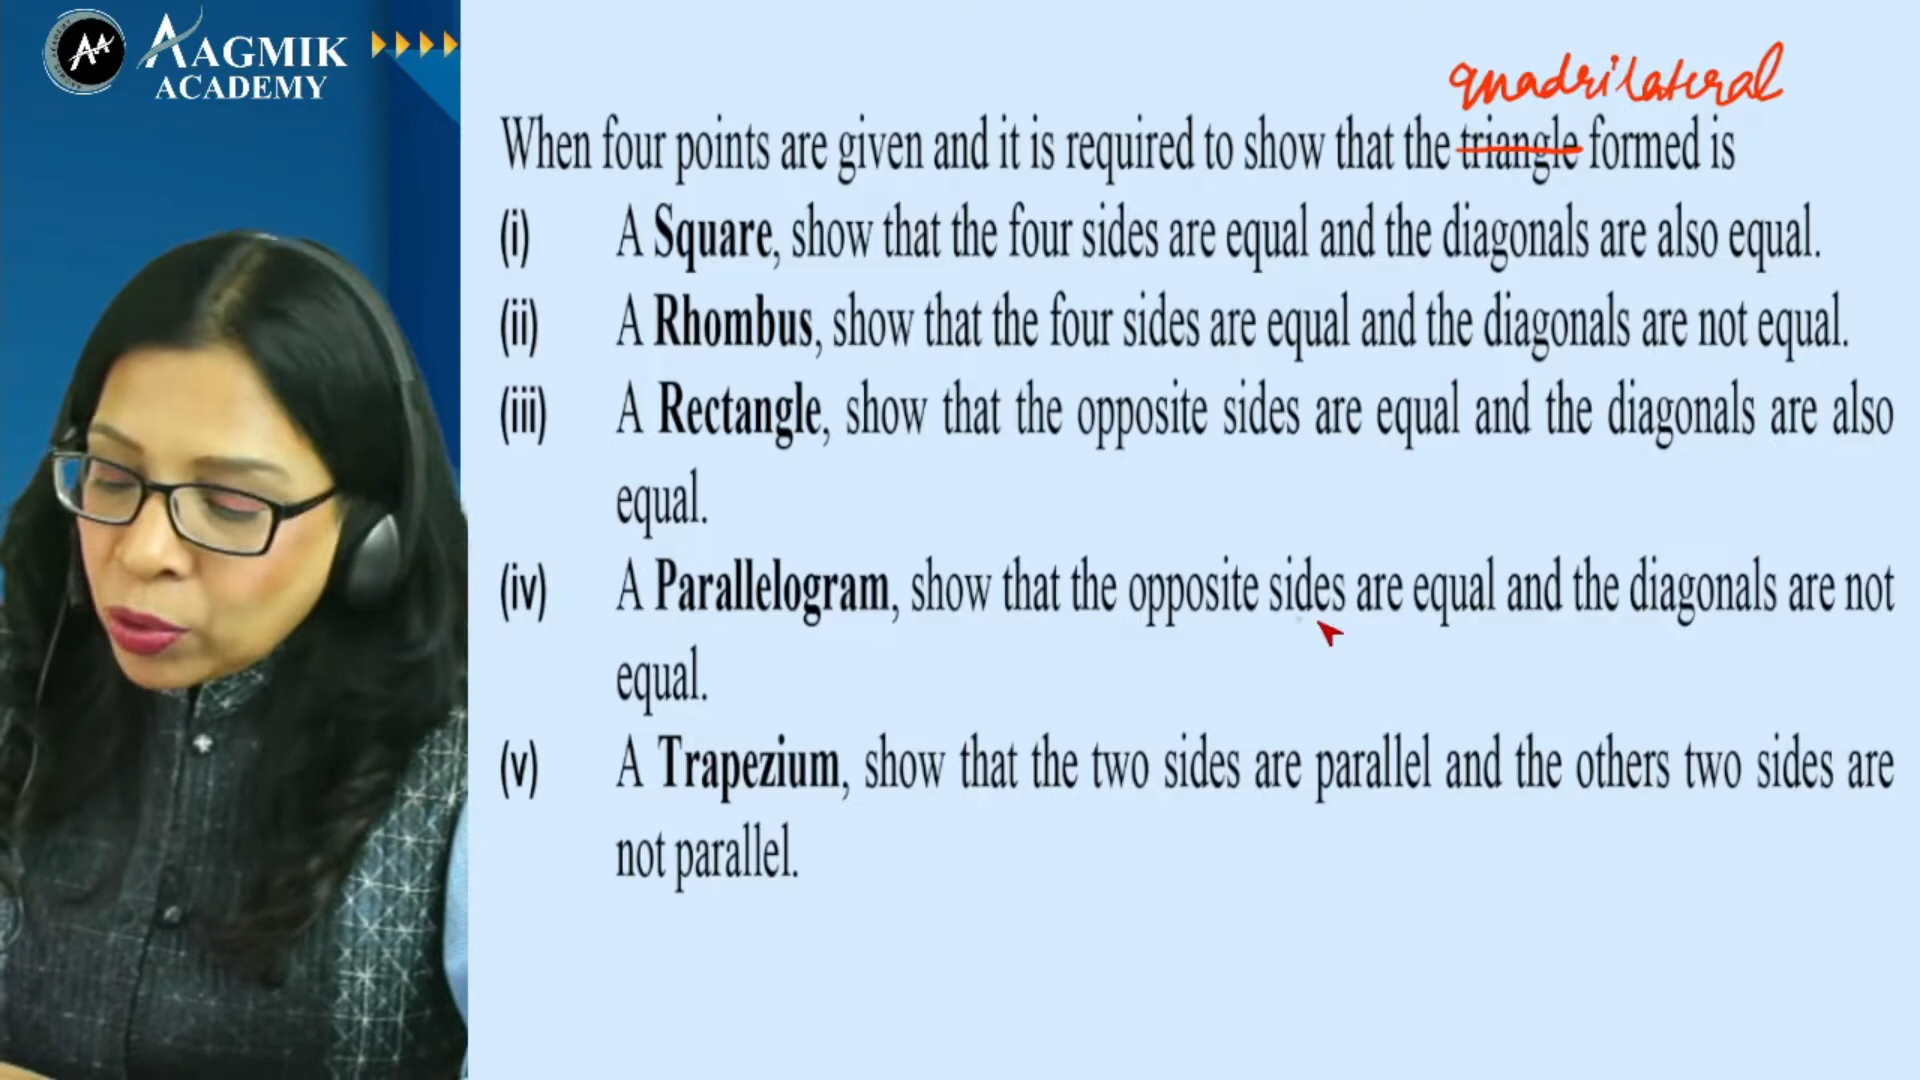 AAGMIK
ACADEMY
quadrilateral
When four points are given and it is required to show that the triangle formed is
(i) A Square, show that the four sides are equal and the diagonals are also equal.
(ii) A Rhombus, show that the four sides are equal and the diagonals are not equal.
(iii) A Rectangle, show that the opposite sides are equal and the diagonals are also
equal.
(iv) A Parallelogram, show that the opposite sides are equal and the diagonals are not
equal.
(v) A Trapezium, show that the two sides are parallel and the others two sides are
not parallel.